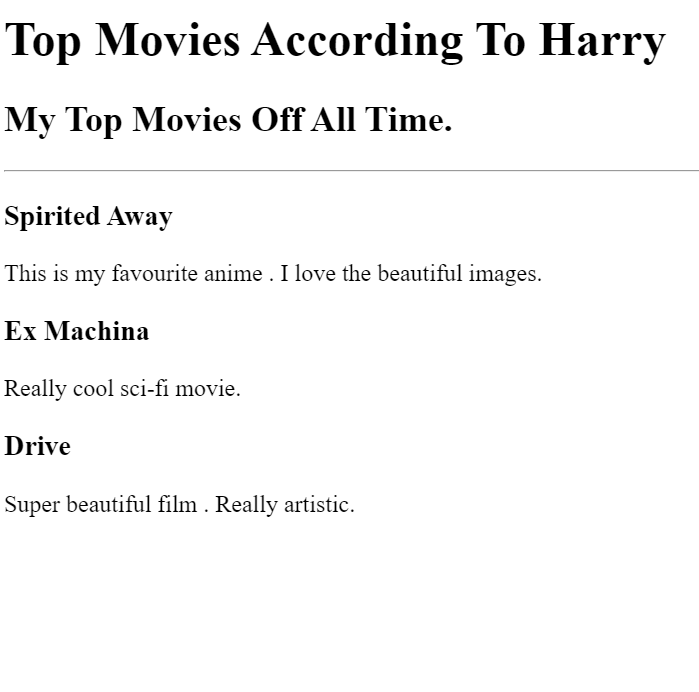 Top Movies According To Harry
My Top Movies Off All Time.
Spirited Away
This is my favourite anime . I love the beautiful images.
Ex Machina
Really cool sci-fi movie.
Drive
Super beautiful film . Really artistic.